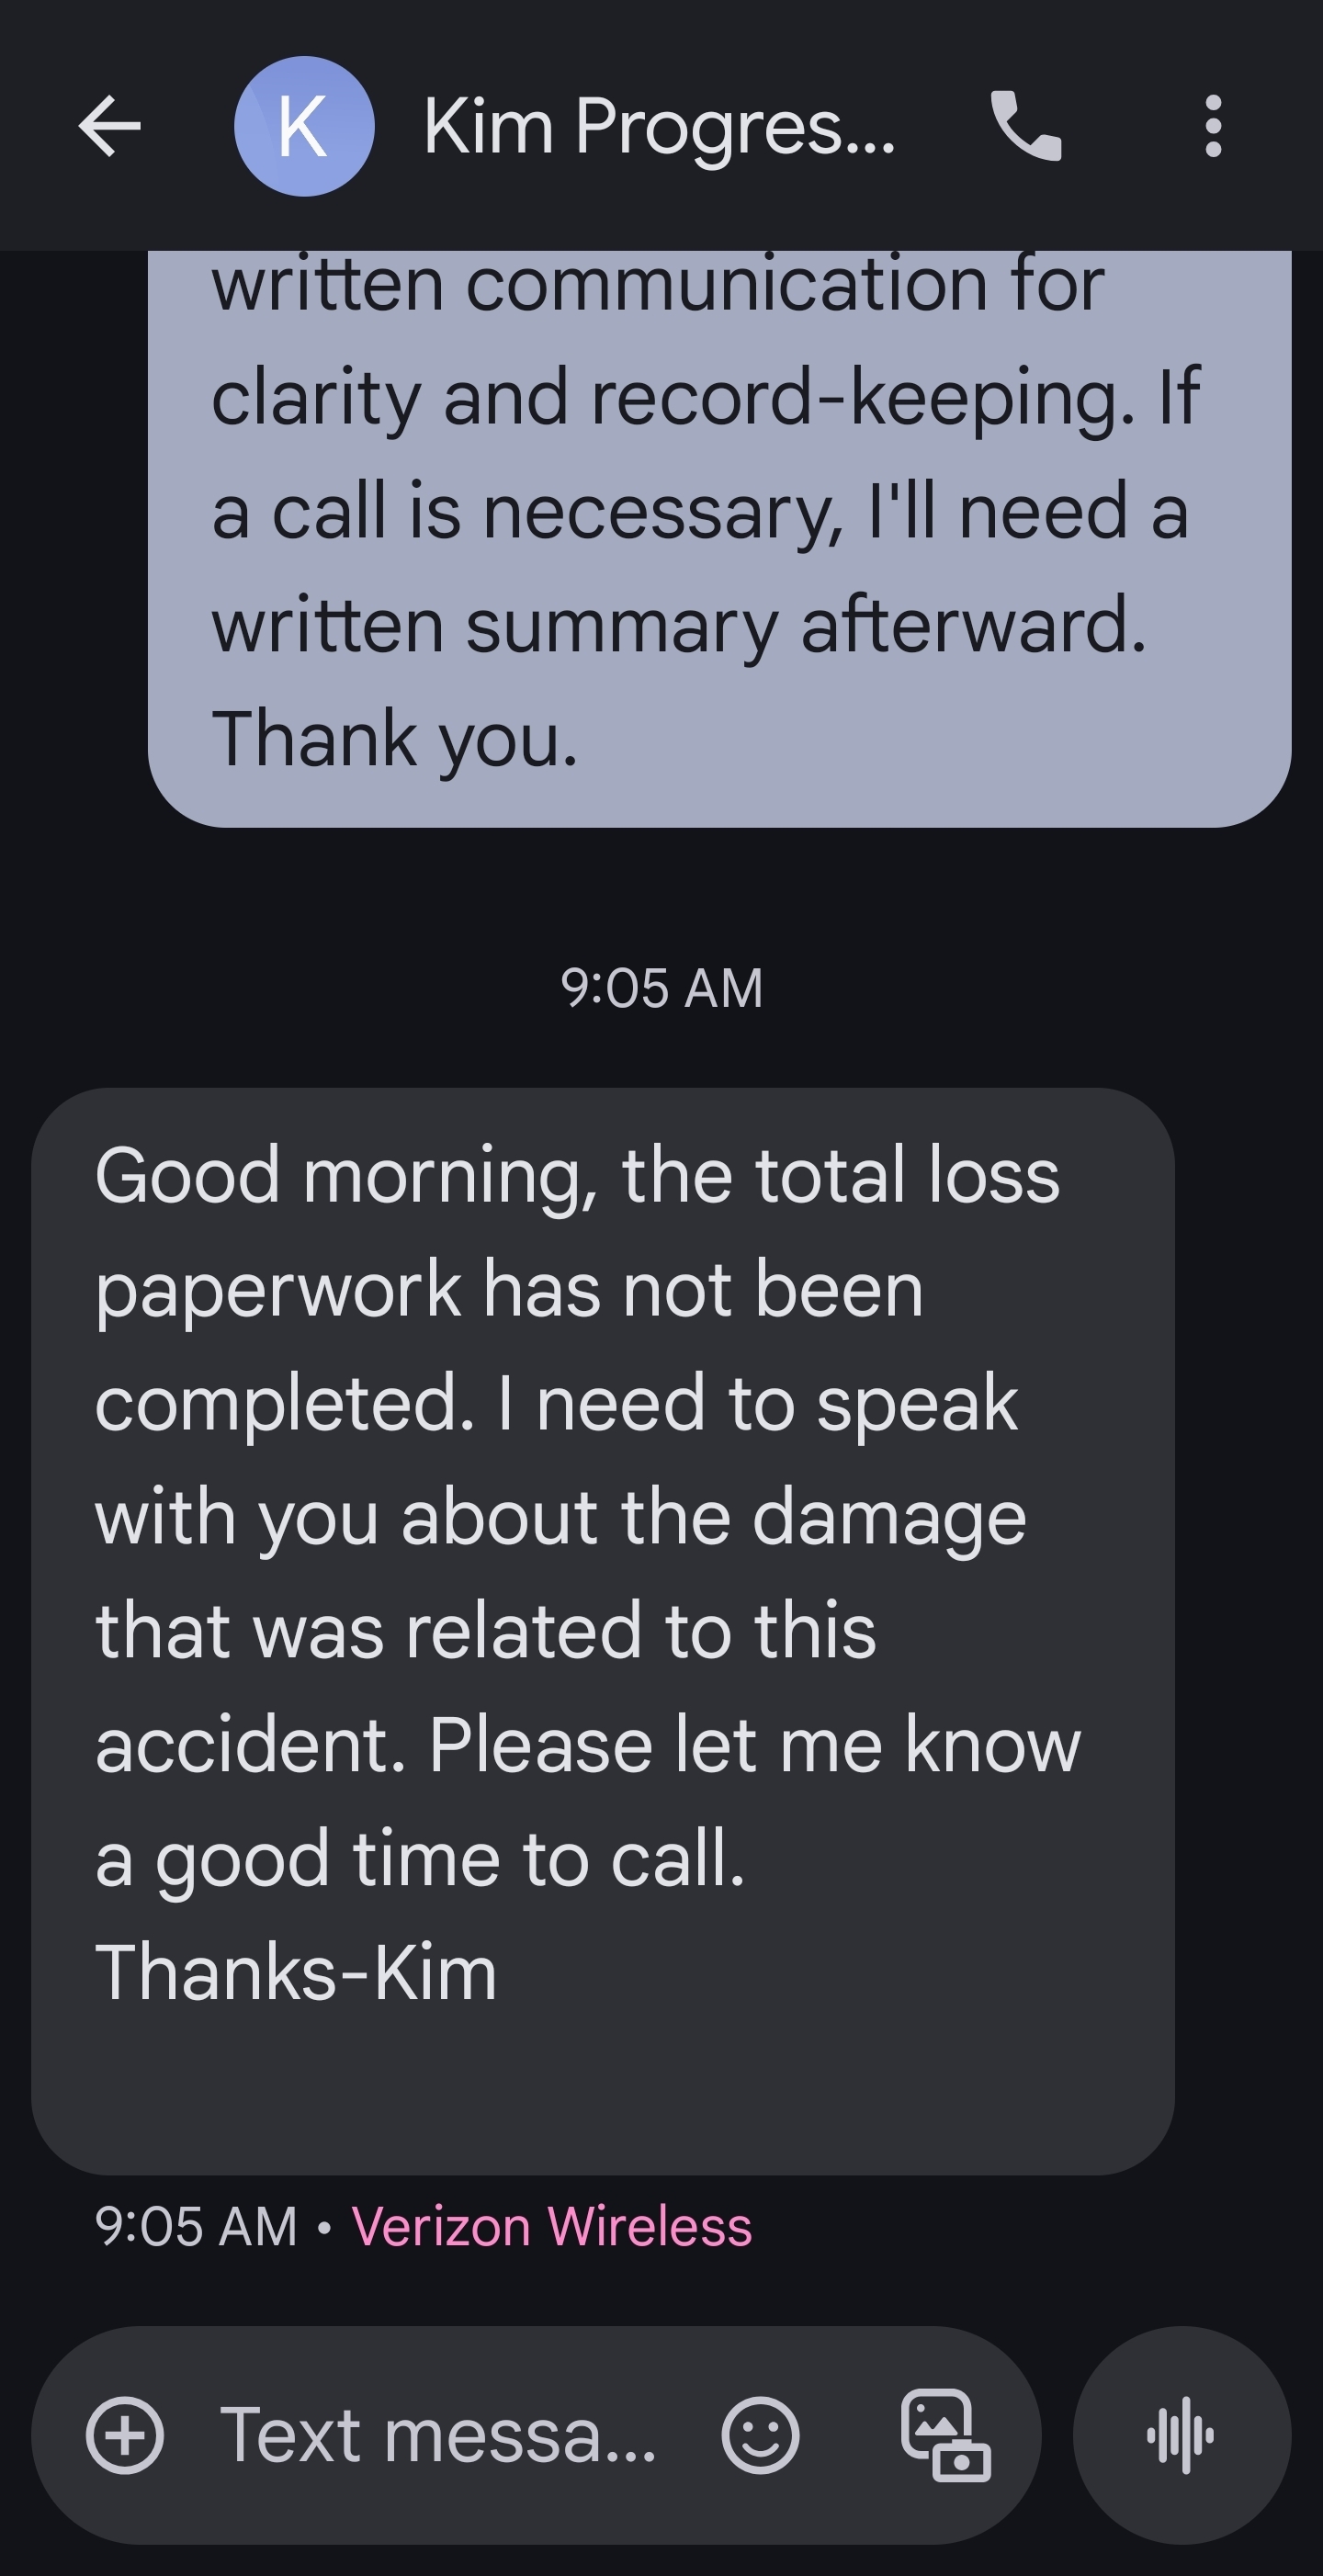 K
Kim Progres...
written communication for
clarity and record-keeping. If
a call is necessary, I'll need a
written summary afterward.
Thank you.
9:05 AM
Good morning, the total loss
paperwork has not been
completed. I need to speak
with you about the damage
that was related to this
accident. Please let me know
a good time to call.
Thanks-Kim
9:05 AM • Verizon Wireless
Text messa...